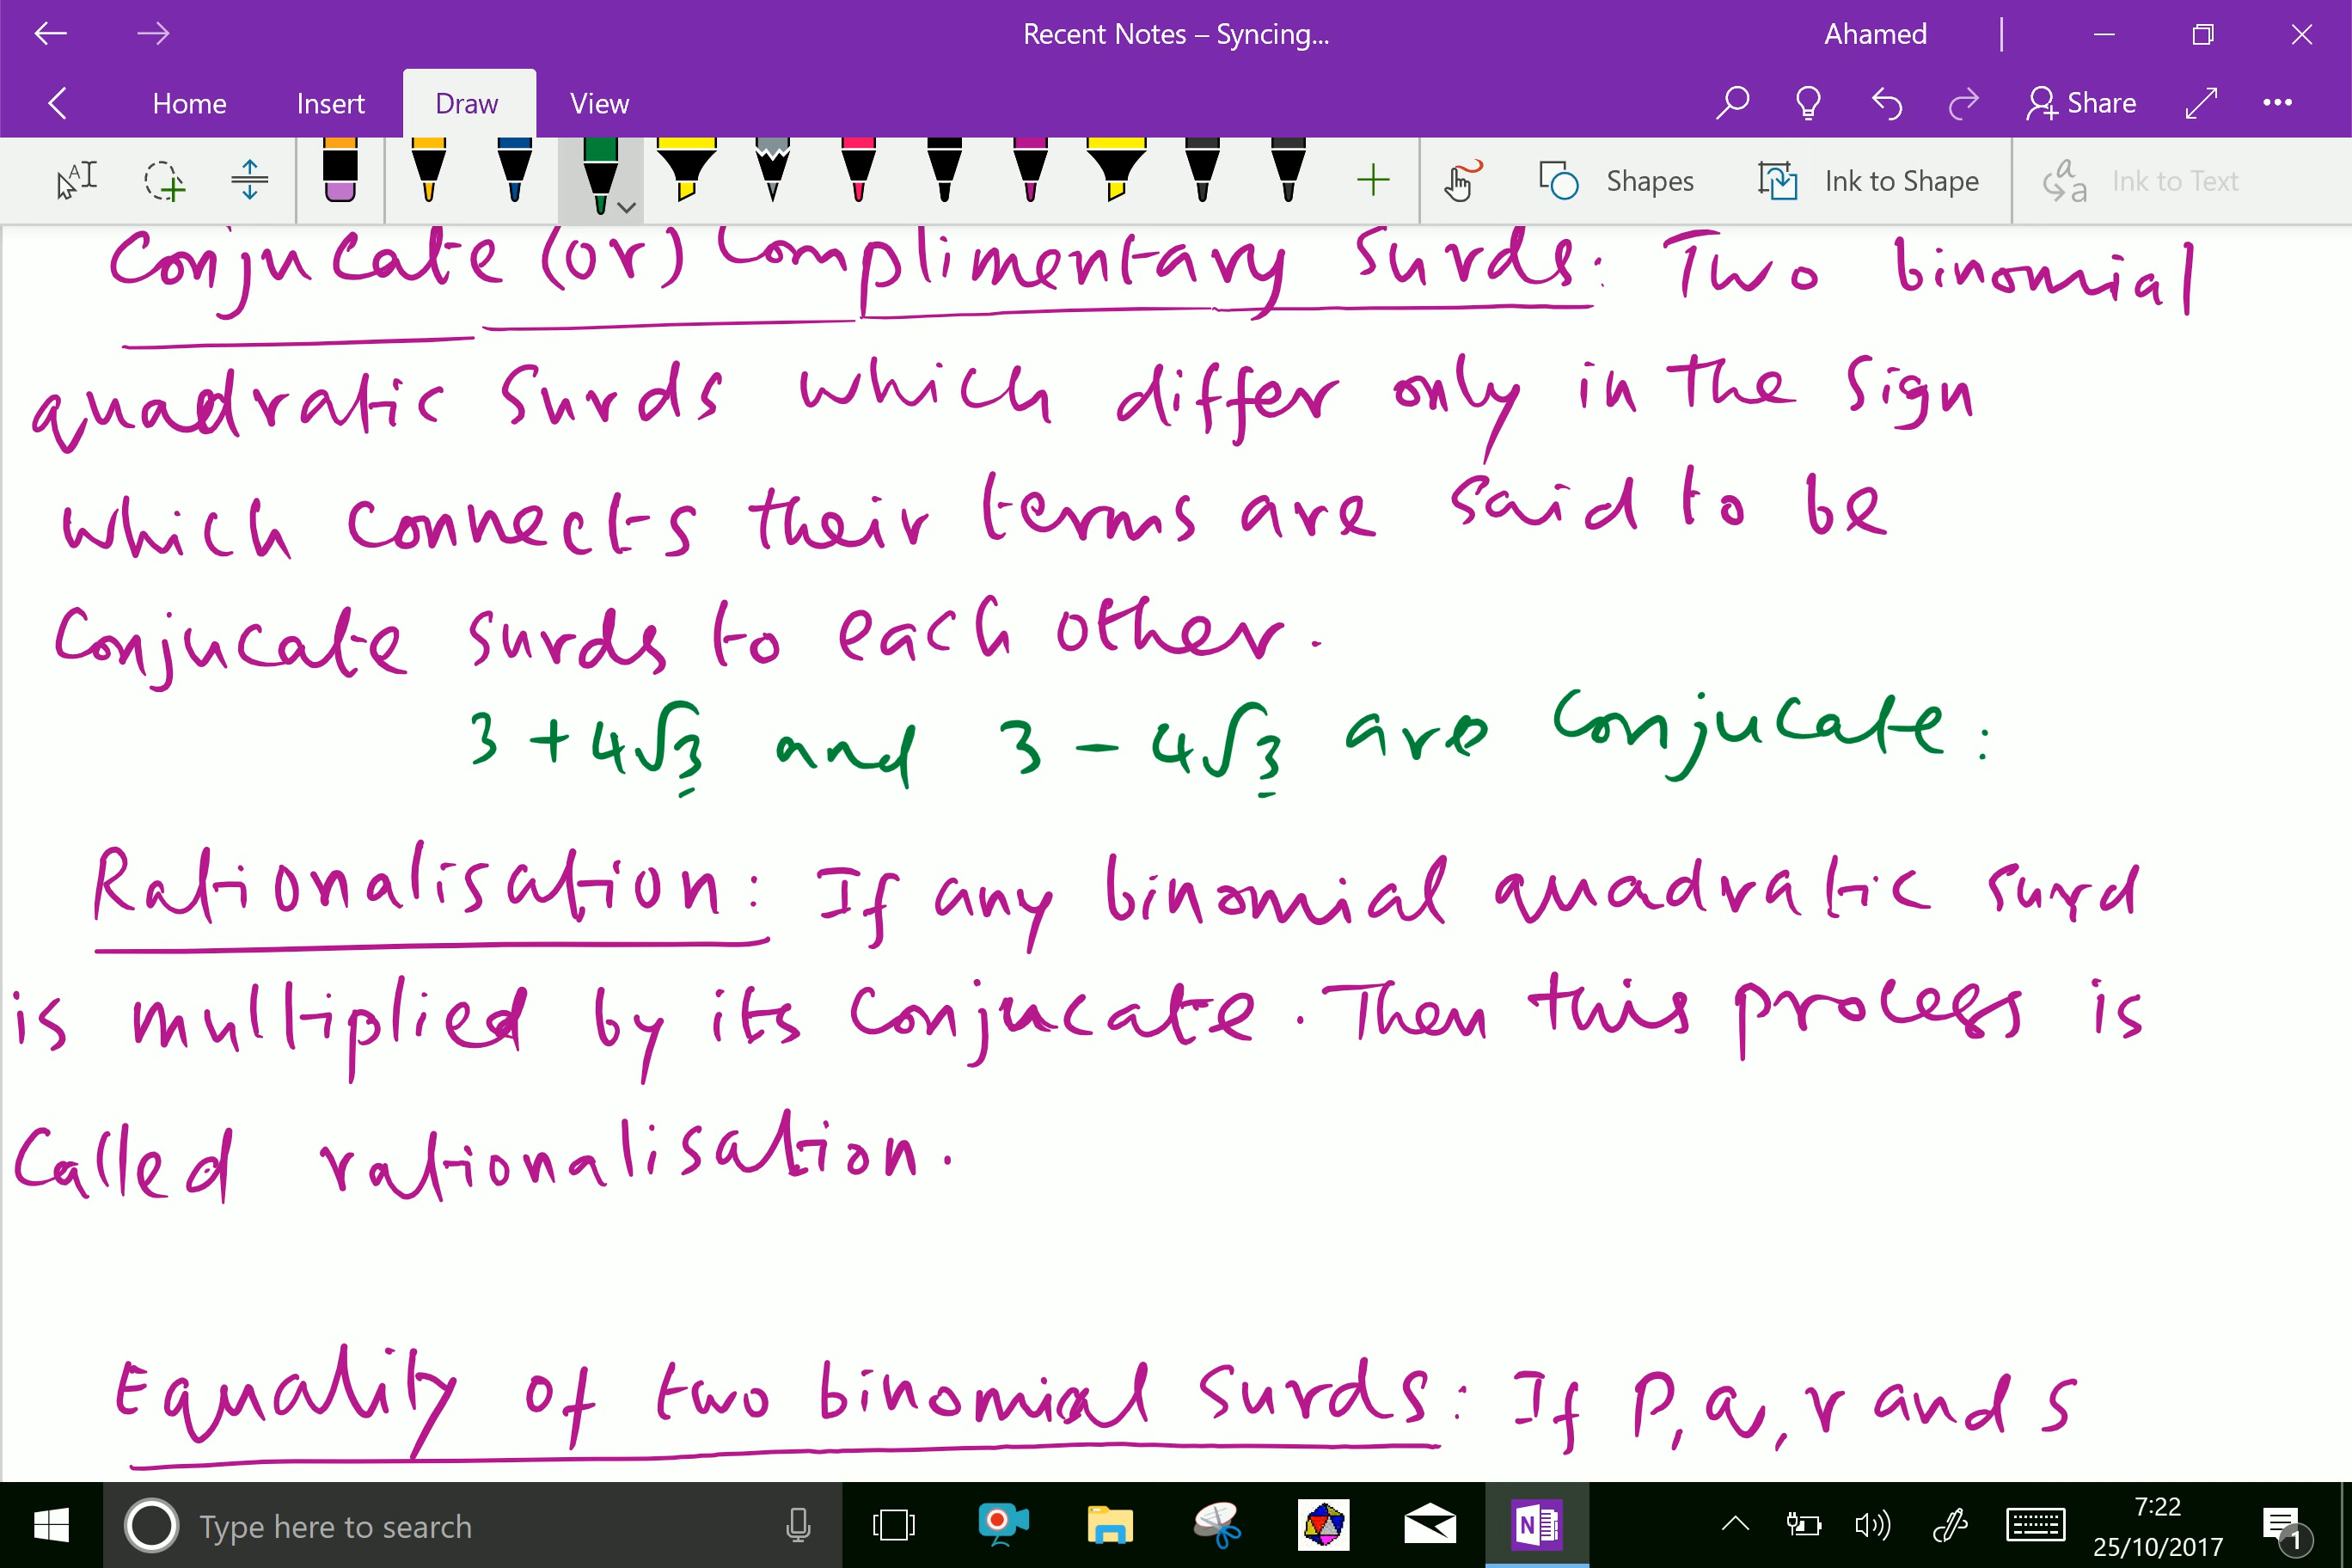 Recent Notes – Syncing...
Ahamed
Home Insert Draw View
Share
Shapes Ink to Shape Ink to Text
Conjucate (or) Complimentary Surds: Two binomial
quadratic Surds which differ only in the Sign
which connects their terms are said to be
Conjucate surds to each other.
3 + 4√3 and 3 - 4√3 are Conjucate:
Rationalisation: If any binomial quadratic surd
is multiplied by its Conjucate. Then this process is
Called rationalisation.
Equality of two binomial Surds: If P, q, r and s
Type here to search
7:22
25/10/2017
1